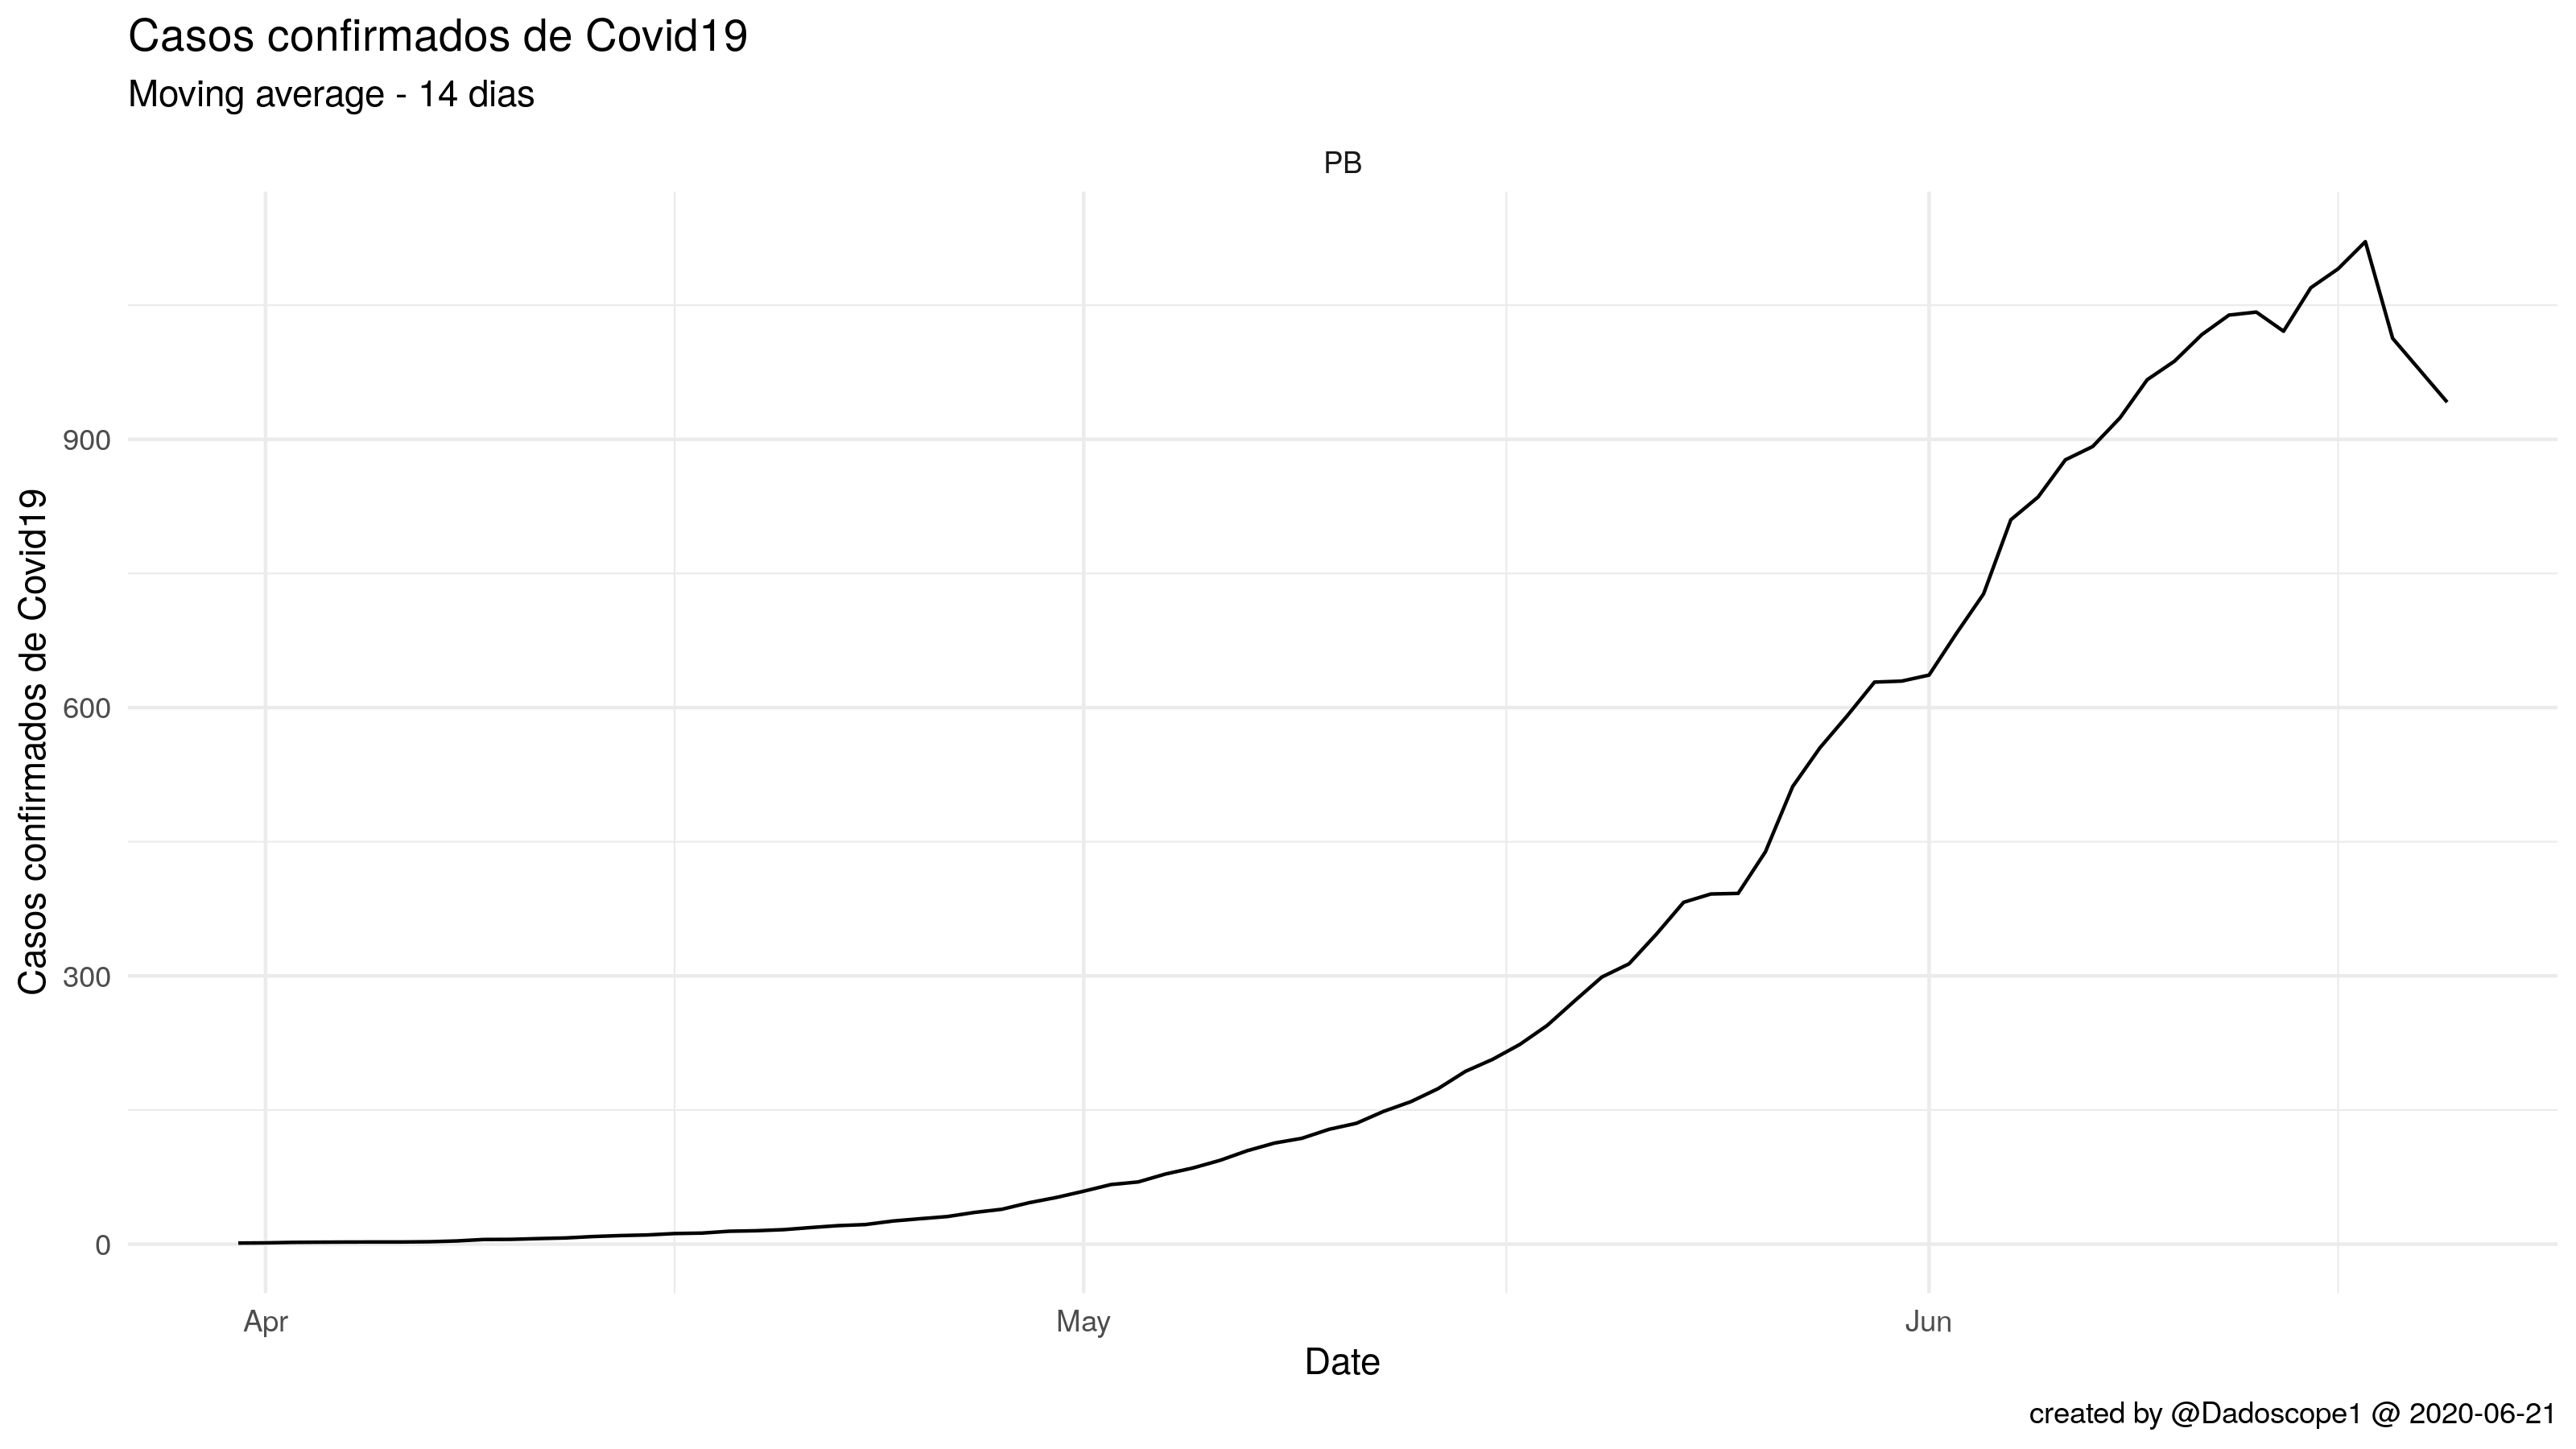 Casos confirmados de Covid19
Moving average - 14 dias
PB
Casos confirmados de Covid19
900
600
300
0
Apr
May
Jun
Date
created by @Dadoscope1 @ 2020-06-21